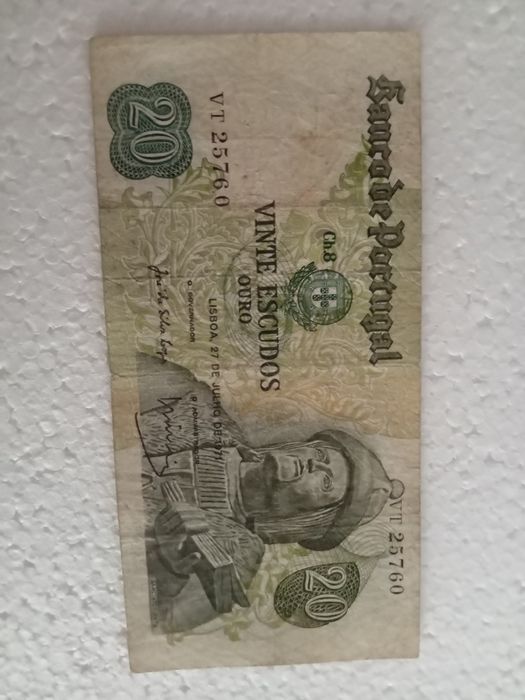 Banco de Portugal
Ch.8
VT 25760
VINTE ESCUDOS
OURO
LISBOA, 27 DE JULHO DE 1971
O GOVERNADOR
O ADMINISTRADOR
VT 25760
20
20